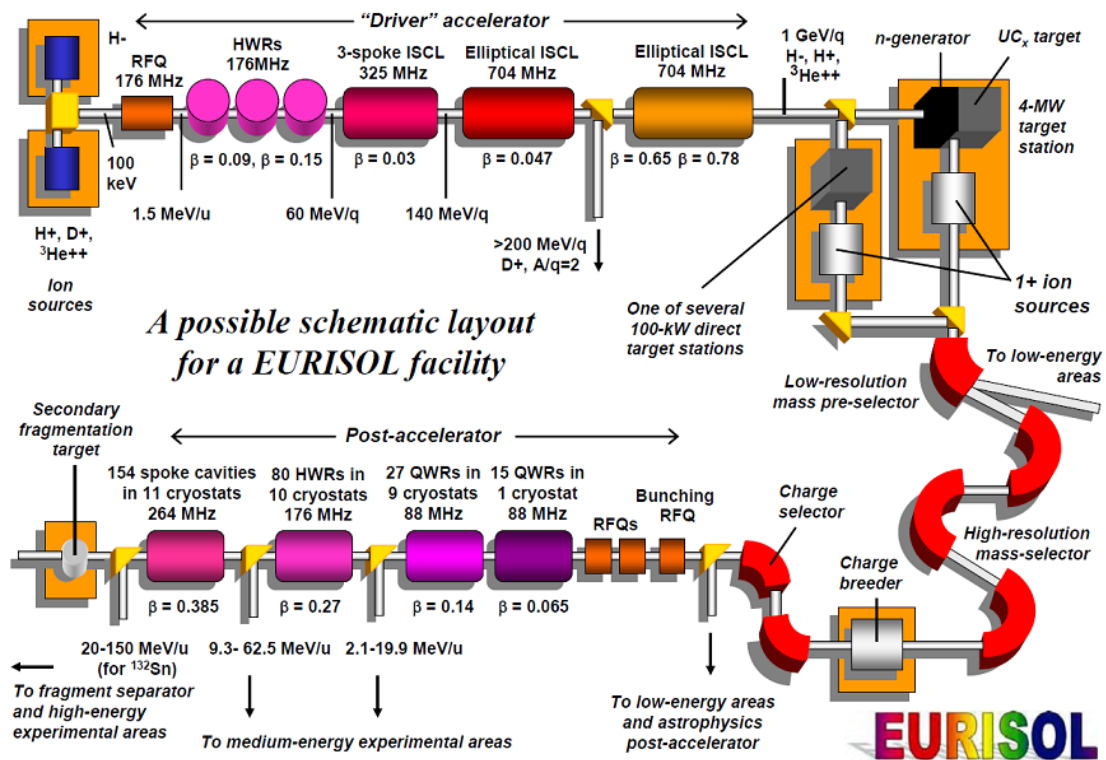 "Driver" accelerator
H-
RFQ
176 MHz
HWRs
176MHz
3-spoke ISCL
325 MHz
Elliptical ISCL
704 MHz
Elliptical ISCL
704 MHz
1 GeV/q
H-, H+,
³He++
n-generator
UCₓ target
4-MW
target
station
100
keV
β = 0.09, β = 0.15
β = 0.03
β = 0.047
β = 0.65 β = 0.78
1.5 MeV/u
60 MeV/q
140 MeV/q
H+, D+,
³He++
Ion
sources
>200 MeV/q
D+, A/q=2
One of several
100-kW direct
target stations
1+ ion
sources
A possible schematic layout
for a EURISOL facility
Low-resolution
mass pre-selector
To low-energy
areas
Secondary
fragmentation
target
Post-accelerator
154 spoke cavities
in 11 cryostats
264 MHz
80 HWRs in
10 cryostats
176 MHz
27 QWRs in
9 cryostats
88 MHz
15 QWRs in
1 cryostat
88 MHz
RFQs
Bunching
RFQ
Charge
selector
High-resolution
mass-selector
Charge
breeder
β = 0.385
β = 0.27
β = 0.14
β = 0.065
20-150 MeV/u
(for ¹³²Sn)
9.3- 62.5 MeV/u
2.1-19.9 MeV/u
To fragment separator
and high-energy
experimental areas
To medium-energy experimental areas
To low-energy areas
and astrophysics
post-accelerator
EURISOL